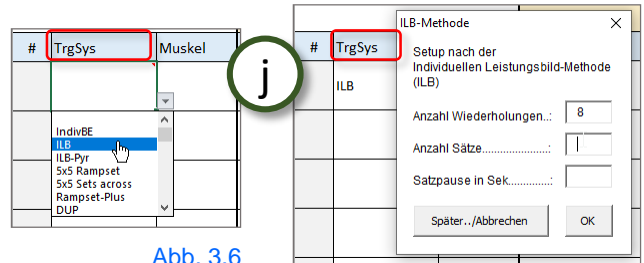 # TrgSys Muskel
IndivBE
ILB
ILB-Pyr
5x5 Rampset
5x5 Sets across
Rampset-Plus
DUP
Abb. 3.6
j
# TrgSys
ILB
ILB-Methode
Setup nach der
Individuellen Leistungsbild-Methode
(ILB)
Anzahl Wiederholungen..: 8
Anzahl Sätze......................:
Satzpause in Sek..............:
Später../Abbrechen OK